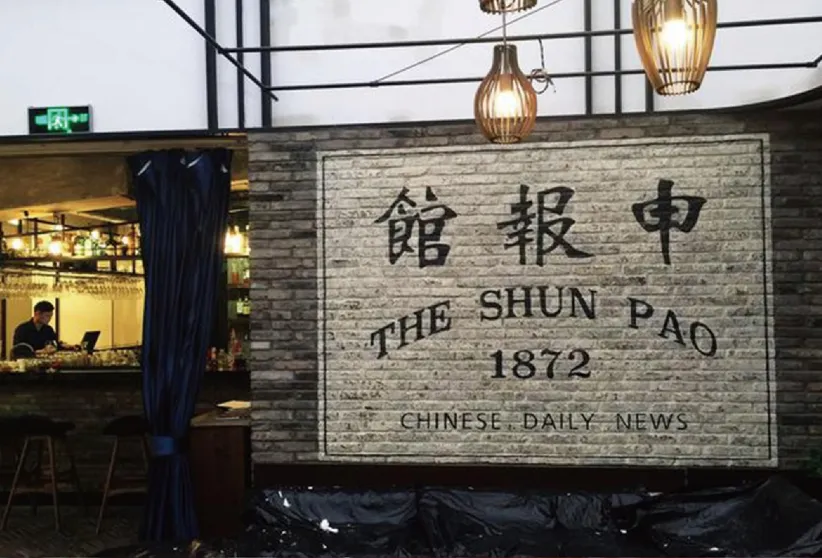 申報館
THE SHUN PAO
1872
CHINESE DAILY NEWS